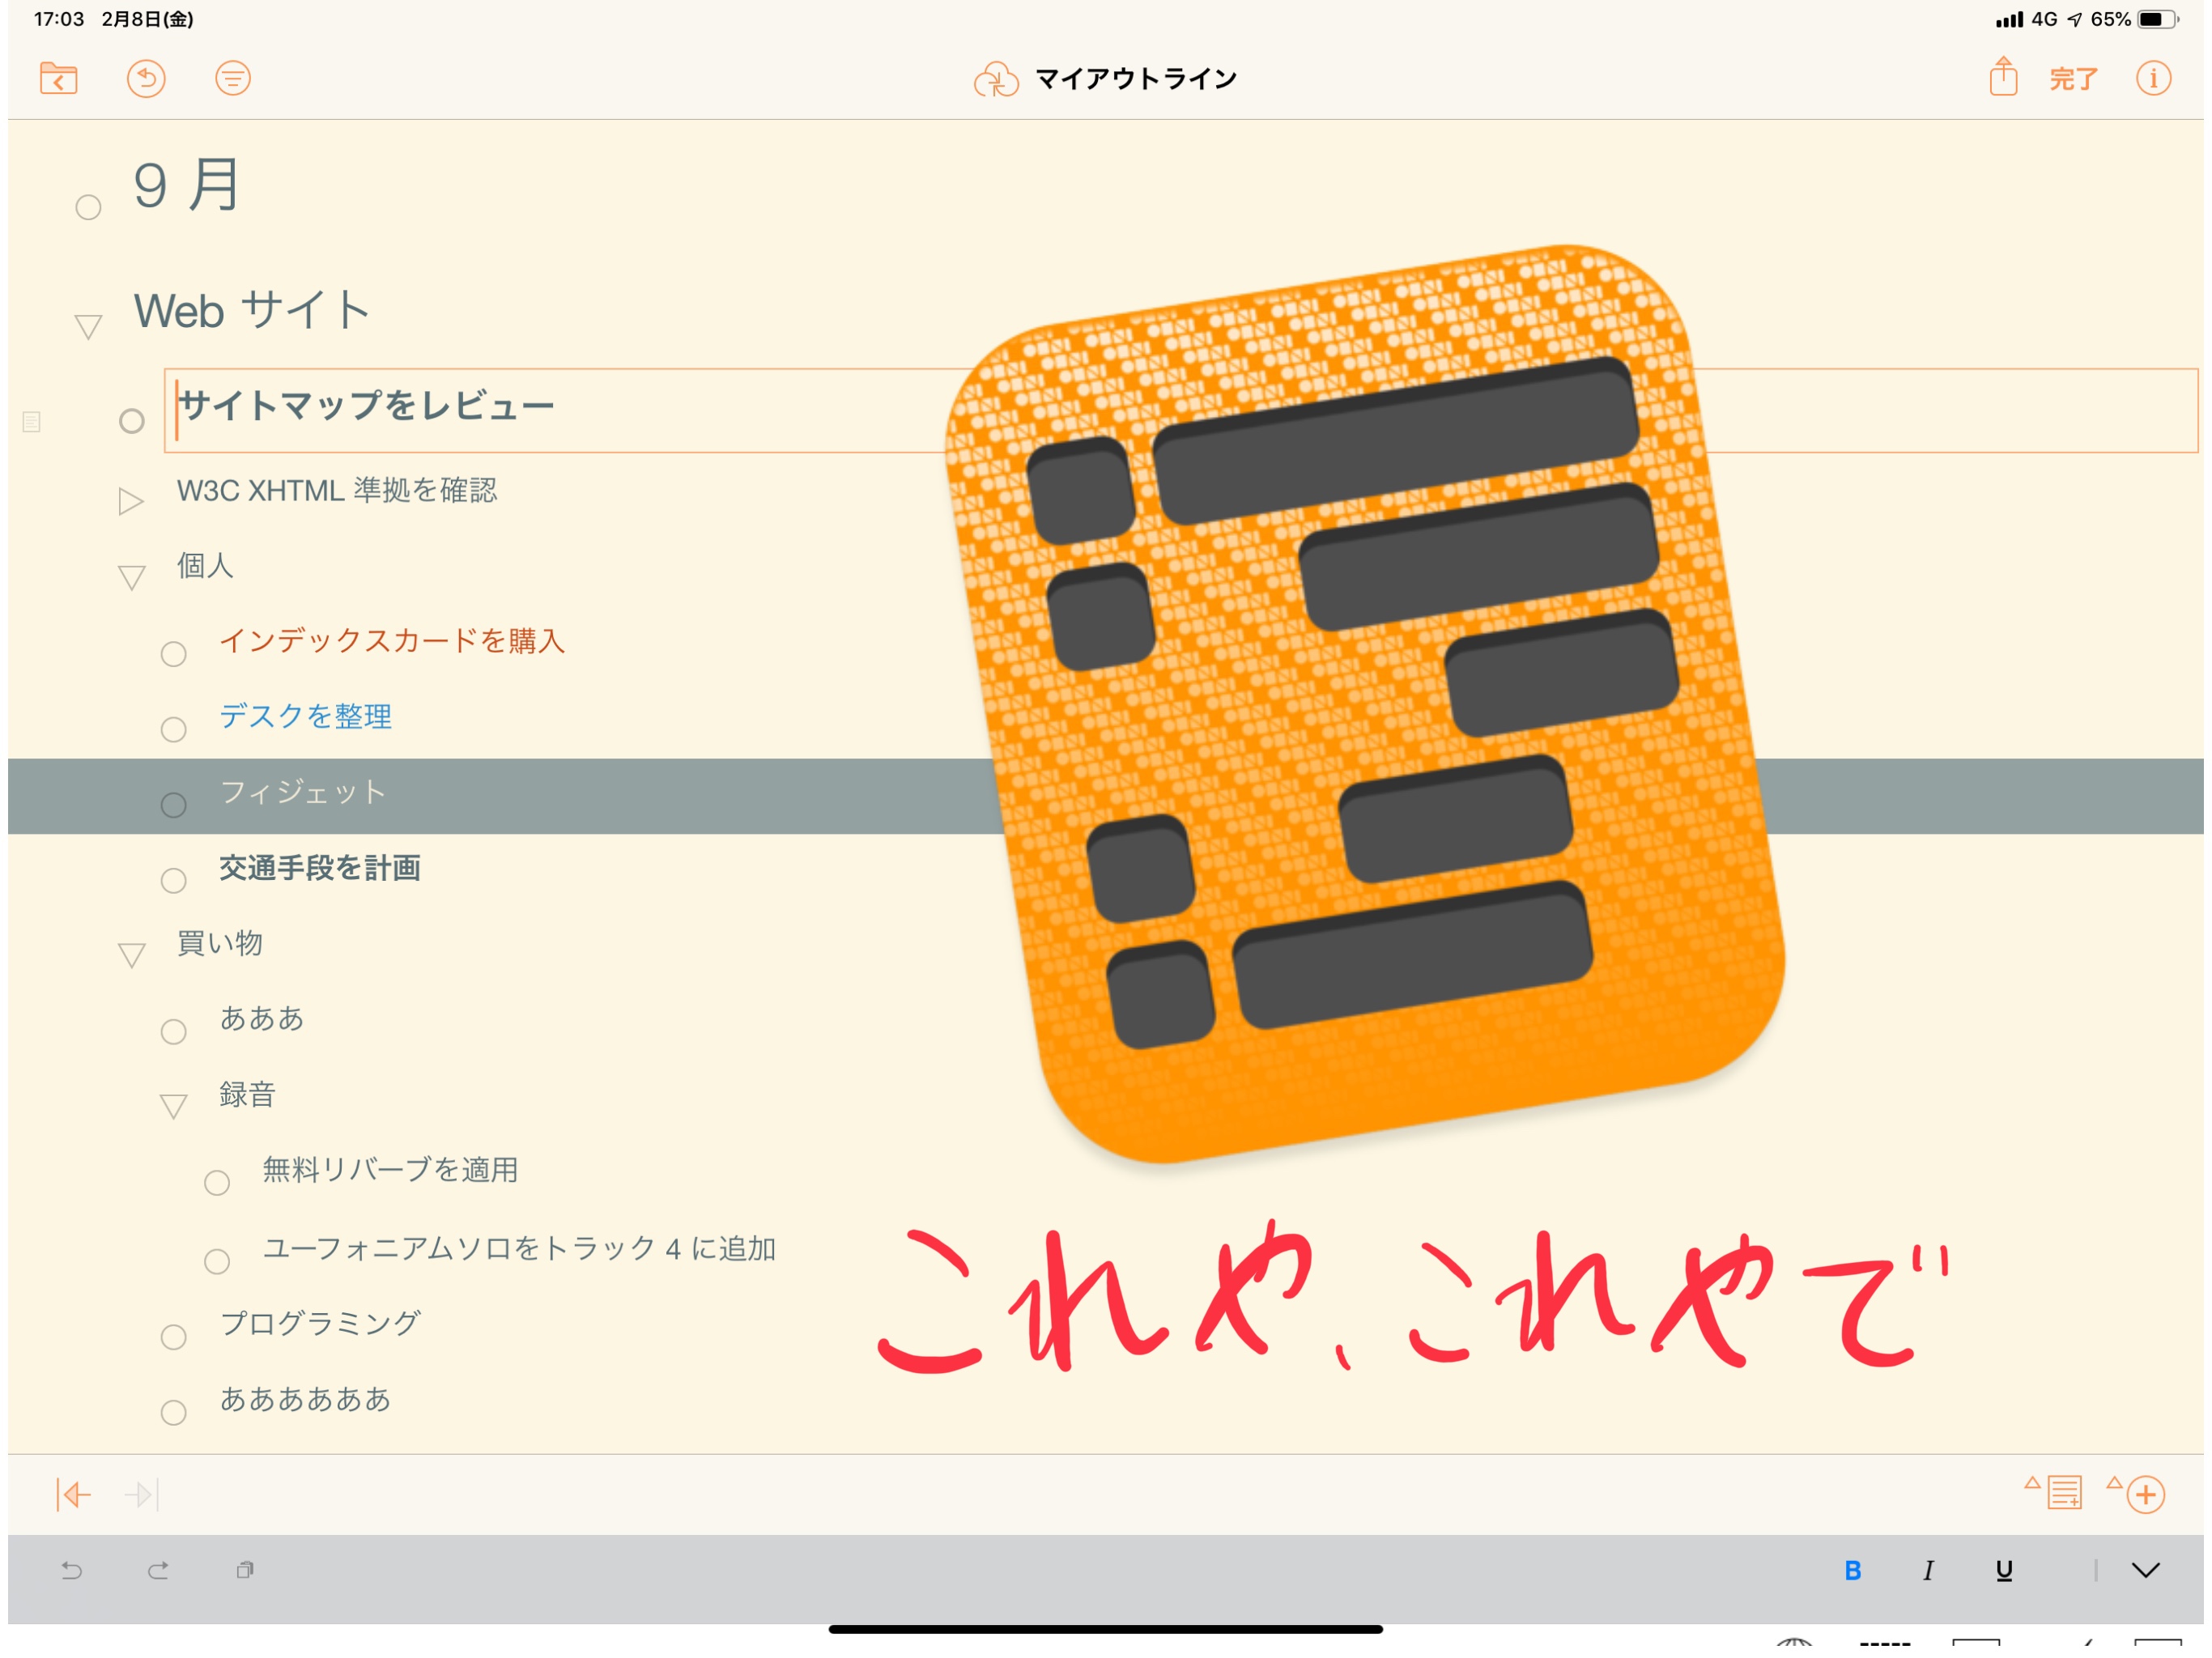 17:03 2月8日(金)
4G 65%
マイアウトライン
完了
9 月
Web サイト
サイトマップをレビュー
W3C XHTML 準拠を確認
個人
インデックスカードを購入
デスクを整理
フィジェット
交通手段を計画
買い物
あああ
録音
無料リバーブを適用
ユーフォニアムソロをトラック 4 に追加
これや、これやで
プログラミング
ああああああ
B I U